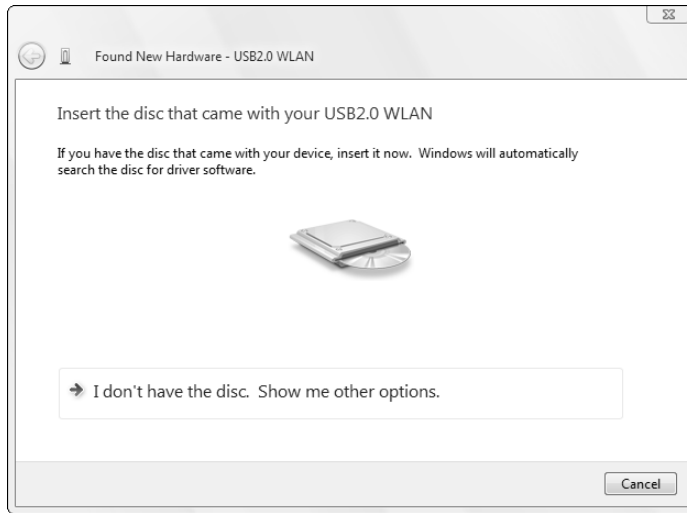 Found New Hardware - USB2.0 WLAN
Insert the disc that came with your USB2.0 WLAN
If you have the disc that came with your device, insert it now.  Windows will automatically
search the disc for driver software.
I don't have the disc.  Show me other options.
Cancel